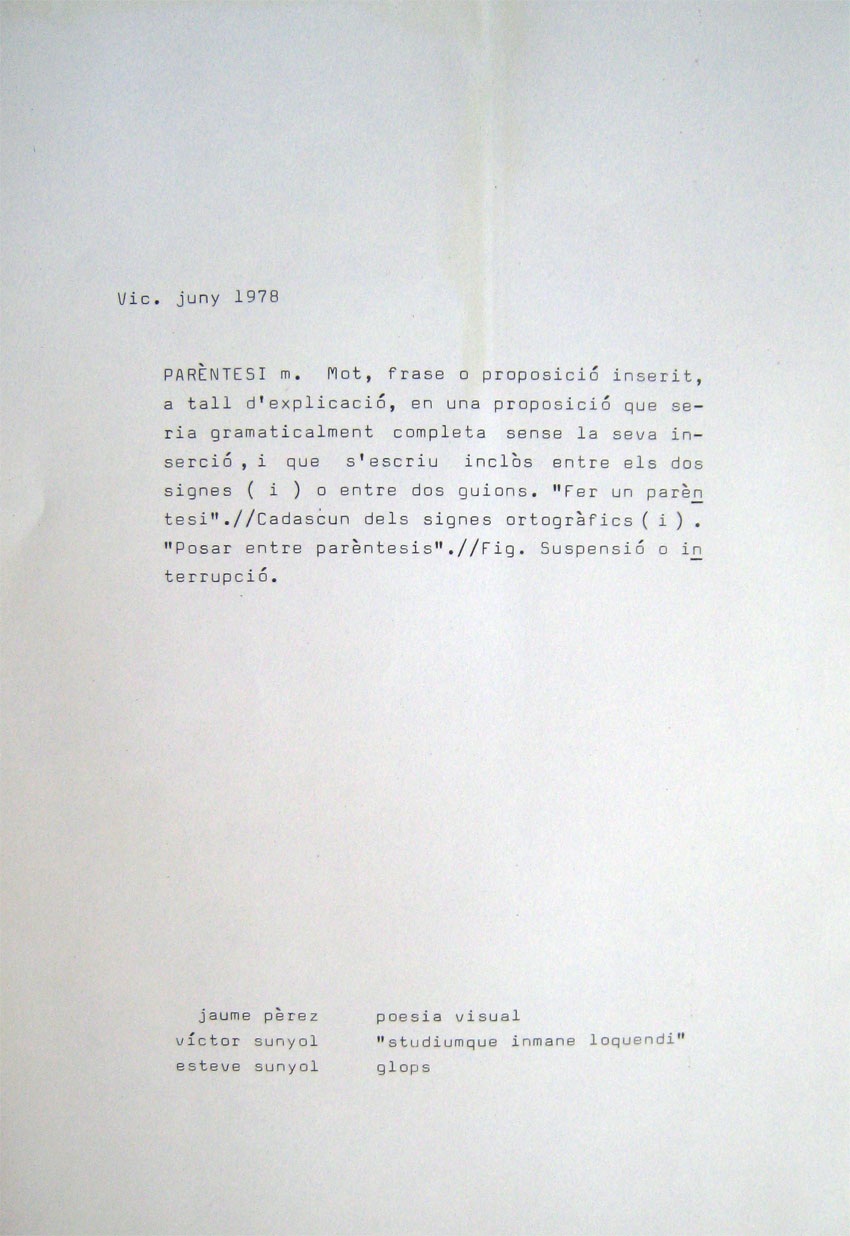 Vic. juny 1978
PARÈNTESI m. Mot, frase o proposició inserit,
a tall d'explicació, en una proposició que se-
ria gramaticalment completa sense la seva in-
serció, i que s'escriu inclòs entre els dos
signes ( i ) o entre dos guions. "Fer un parèn
tesi".//Cadascun dels signes ortogràfics ( i ).
"Posar entre parèntesis".//Fig. Suspensió o in
terrupció.
jaume pèrez poesia visual
víctor sunyol "studiumque inmane loquendi"
esteve sunyol glops